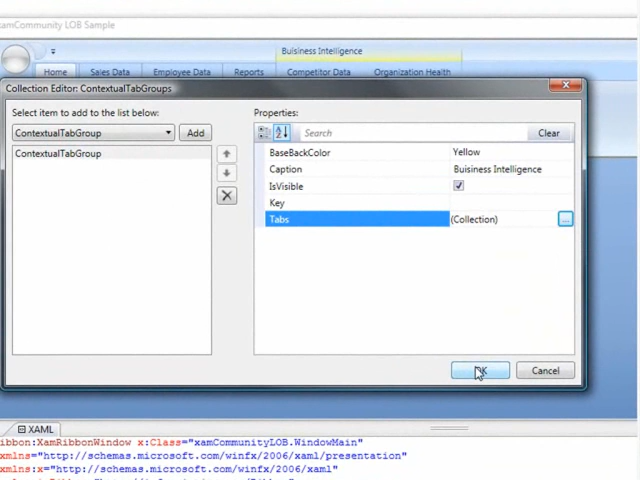 xamCommunity LOB Sample
Buisiness Intelligence
Home Sales Data Employee Data Reports Competitor Data Organization Health
Collection Editor: ContextualTabGroups
Select item to add to the list below:
Properties:
ContextualTabGroup Add
Search Clear
ContextualTabGroup
BaseBackColor Yellow
Caption Buisiness Intelligence
IsVisible
Key
Tabs (Collection) ...
OK Cancel
XAML
ibbon:XamRibbonWindow x:Class="xamCommunityLOB.WindowMain"
xmlns="http://schemas.microsoft.com/winfx/2006/xaml/presentation"
xmlns:x="http://schemas.microsoft.com/winfx/2006/xaml"